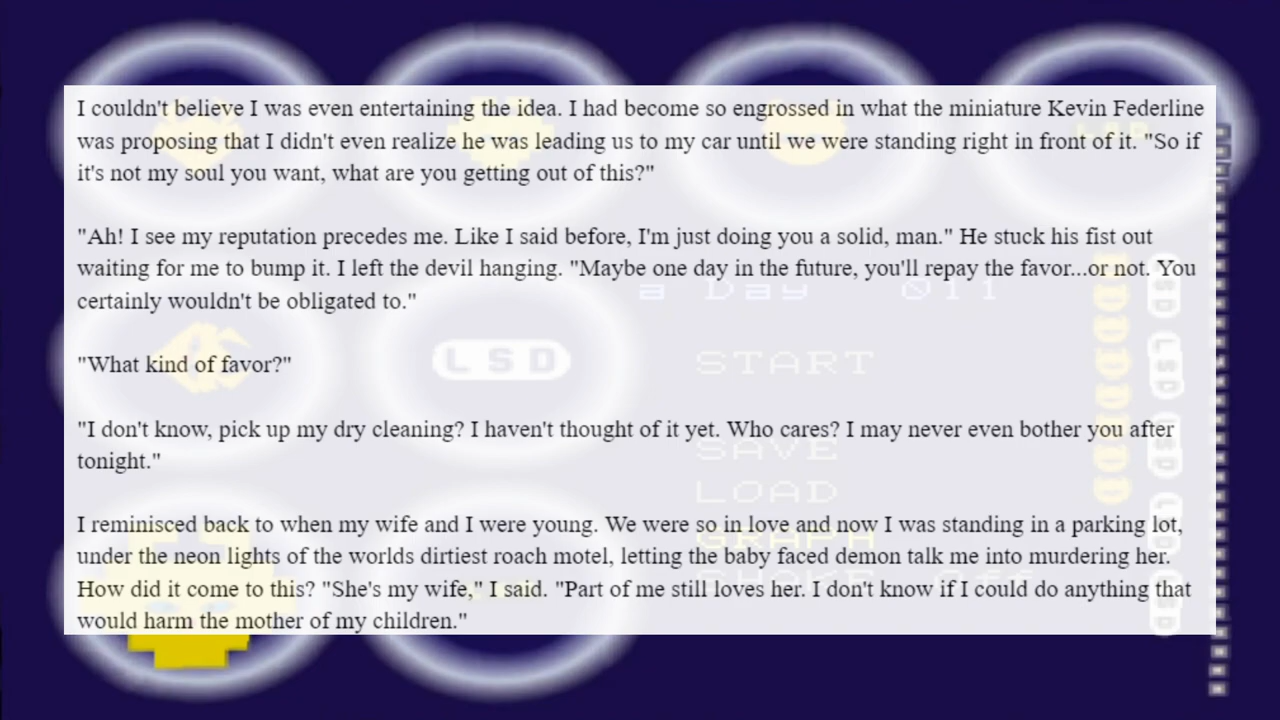 I couldn't believe I was even entertaining the idea. I had become so engrossed in what the miniature Kevin Federline
was proposing that I didn't even realize he was leading us to my car until we were standing right in front of it. "So if
it's not my soul you want, what are you getting out of this?"
"Ah! I see my reputation precedes me. Like I said before, I'm just doing you a solid, man." He stuck his fist out
waiting for me to bump it. I left the devil hanging. "Maybe one day in the future, you'll repay the favor...or not. You
certainly wouldn't be obligated to."
a Day 011
"What kind of favor?"
LSD
START
"I don't know, pick up my dry cleaning? I haven't thought of it yet. Who cares? I may never even bother you after
tonight."
SAVE
LOAD
I reminisced back to when my wife and I were young. We were so in love and now I was standing in a parking lot,
under the neon lights of the worlds dirtiest roach motel, letting the baby faced demon talk me into murdering her.
How did it come to this? "She's my wife," I said. "Part of me still loves her. I don't know if I could do anything that
would harm the mother of my children."
GRAPH
SHAKE Off
LSD
LSD
LSD
LSD
LSD